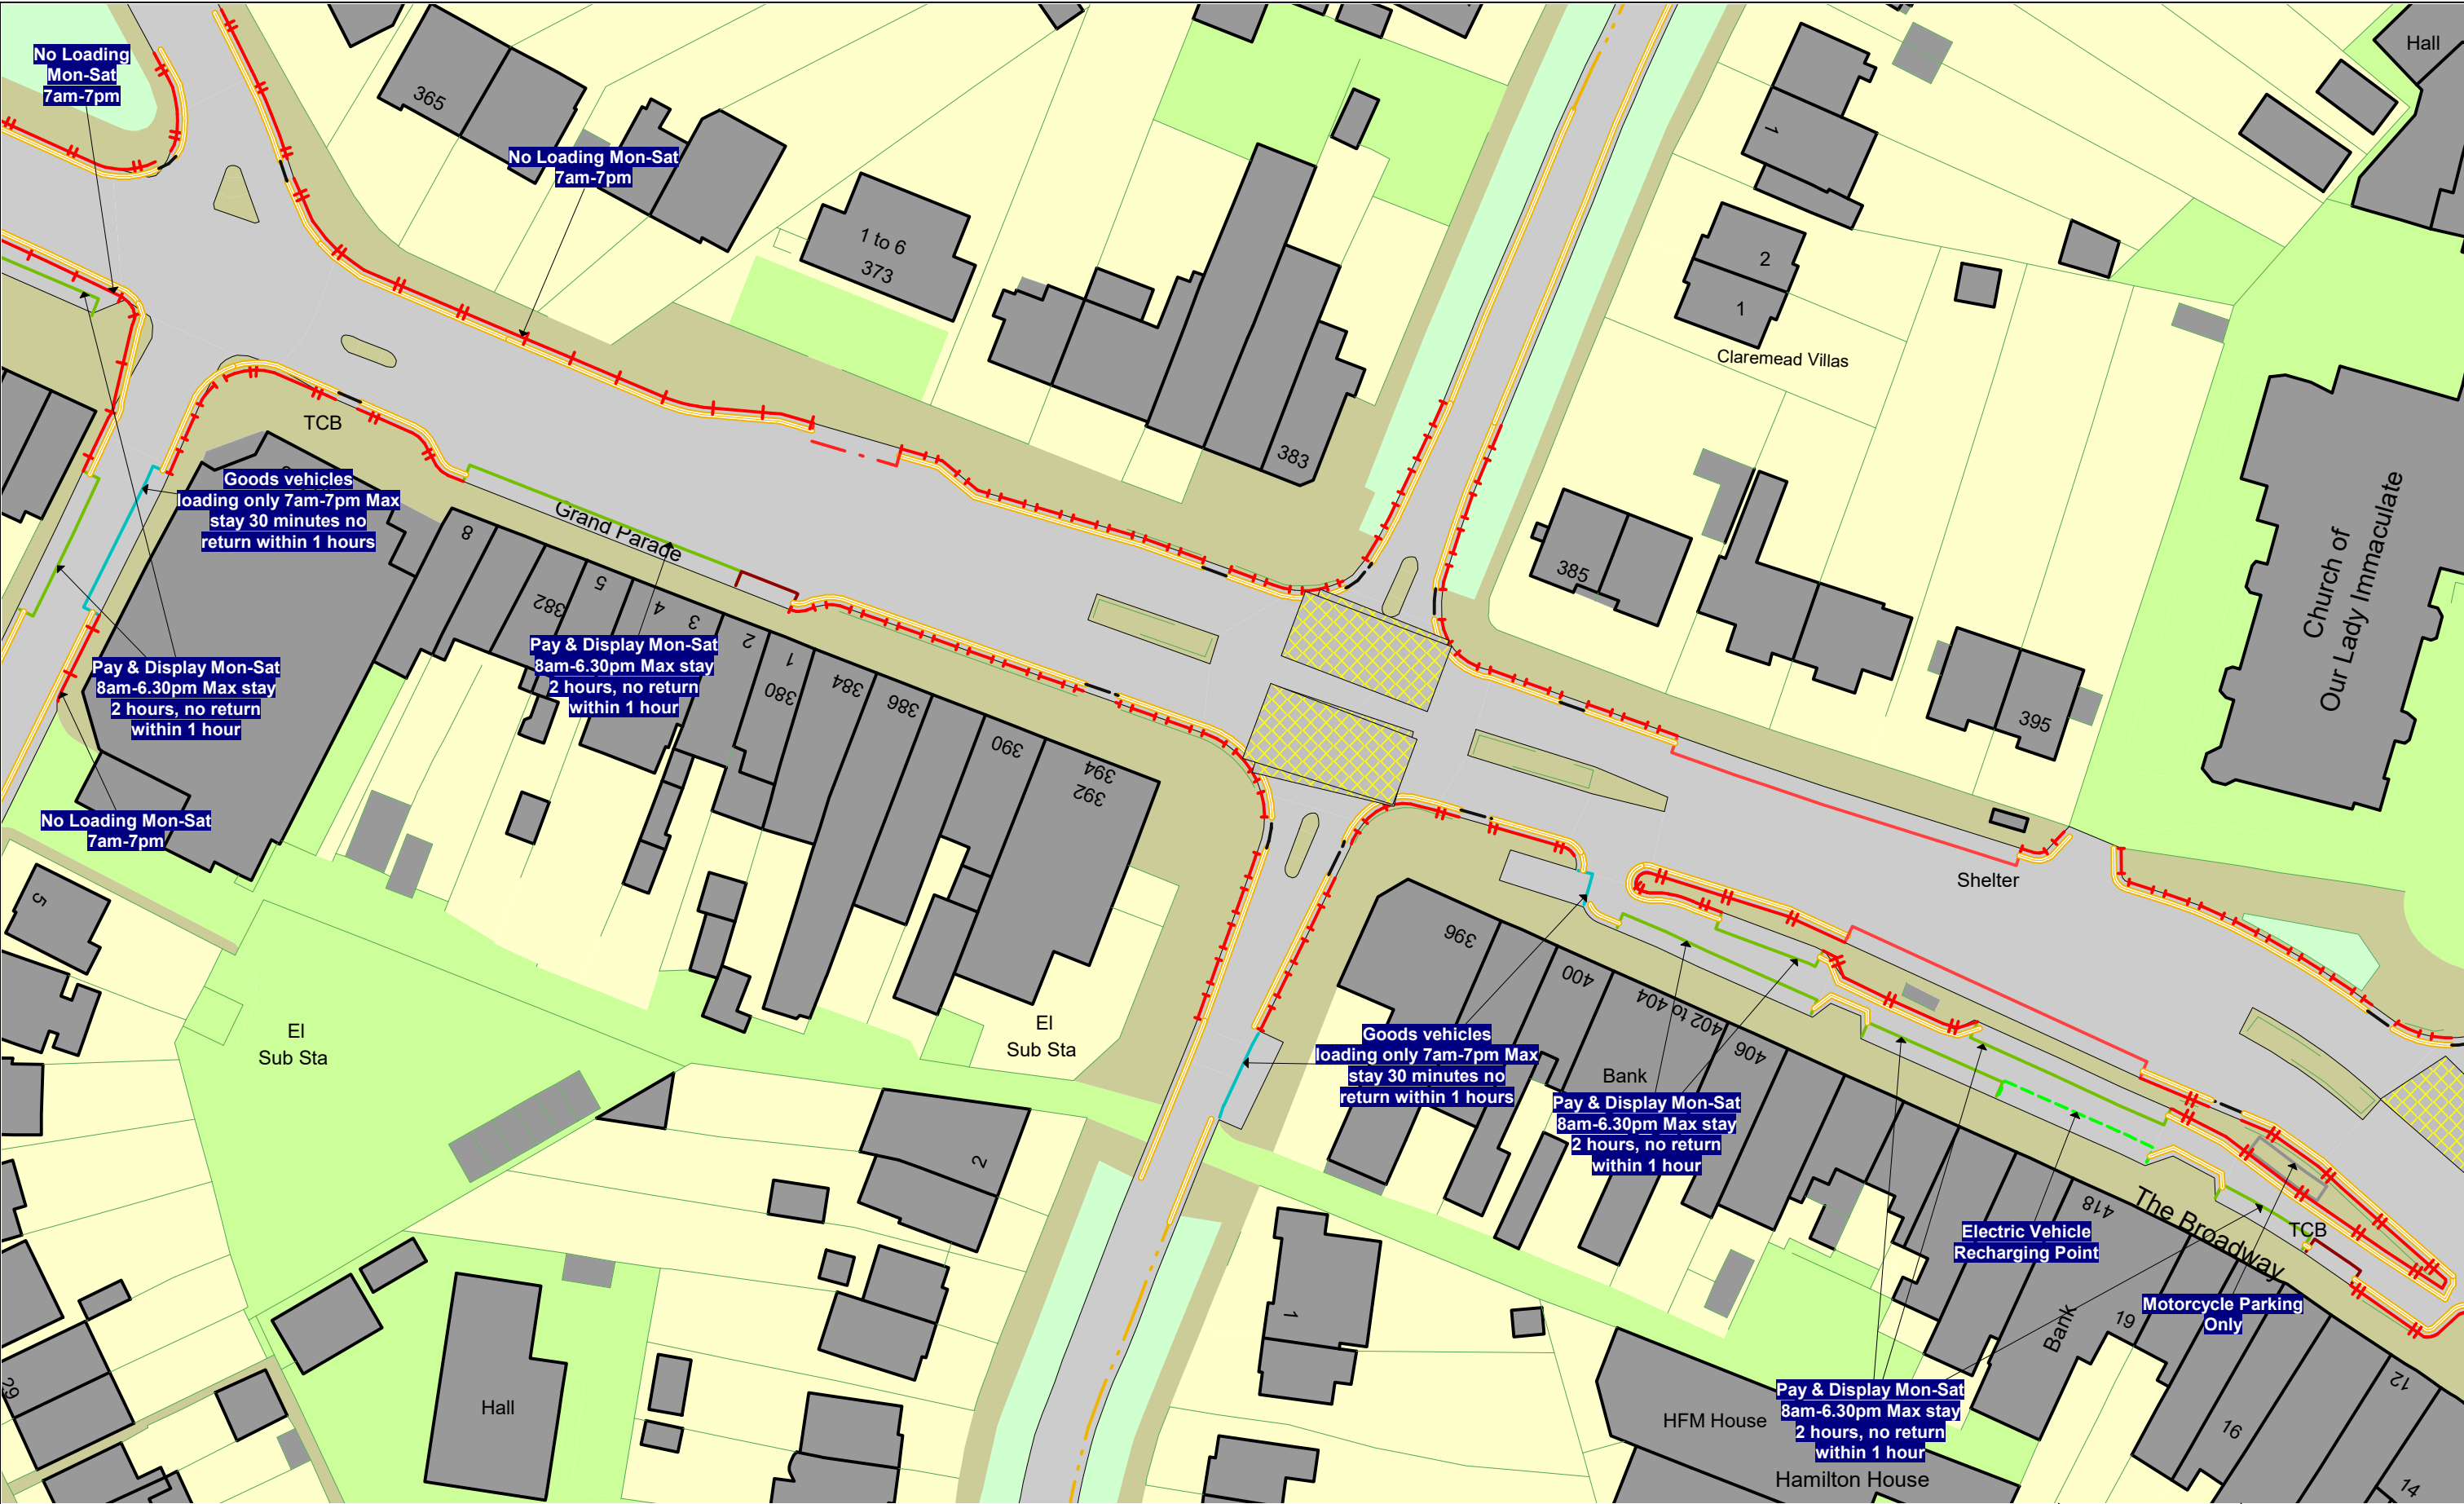 No Loading
Mon-Sat
7am-7pm
365
No Loading Mon-Sat
7am-7pm
1 to 6
373
383
1
2
1
Claremead Villas
Hall
TCB
Goods vehicles
loading only 7am-7pm Max
stay 30 minutes no
return within 1 hours
Grand Parade
8
382
5
4
3
2
1
380
384
386
390
394
392
385
395
Church of
Our Lady Immaculate
Pay & Display Mon-Sat
8am-6.30pm Max stay
2 hours, no return
within 1 hour
Pay & Display Mon-Sat
8am-6.30pm Max stay
2 hours, no return
within 1 hour
No Loading Mon-Sat
7am-7pm
5
El
Sub Sta
El
Sub Sta
Shelter
396
400
402 to 404
406
Bank
Goods vehicles
loading only 7am-7pm Max
stay 30 minutes no
return within 1 hours
Pay & Display Mon-Sat
8am-6.30pm Max stay
2 hours, no return
within 1 hour
2
1
418
The Broadway
TCB
Electric Vehicle
Recharging Point
Motorcycle Parking
Only
Bank
19
16
12
14
29
Hall
HFM House
Pay & Display Mon-Sat
8am-6.30pm Max stay
2 hours, no return
within 1 hour
Hamilton House